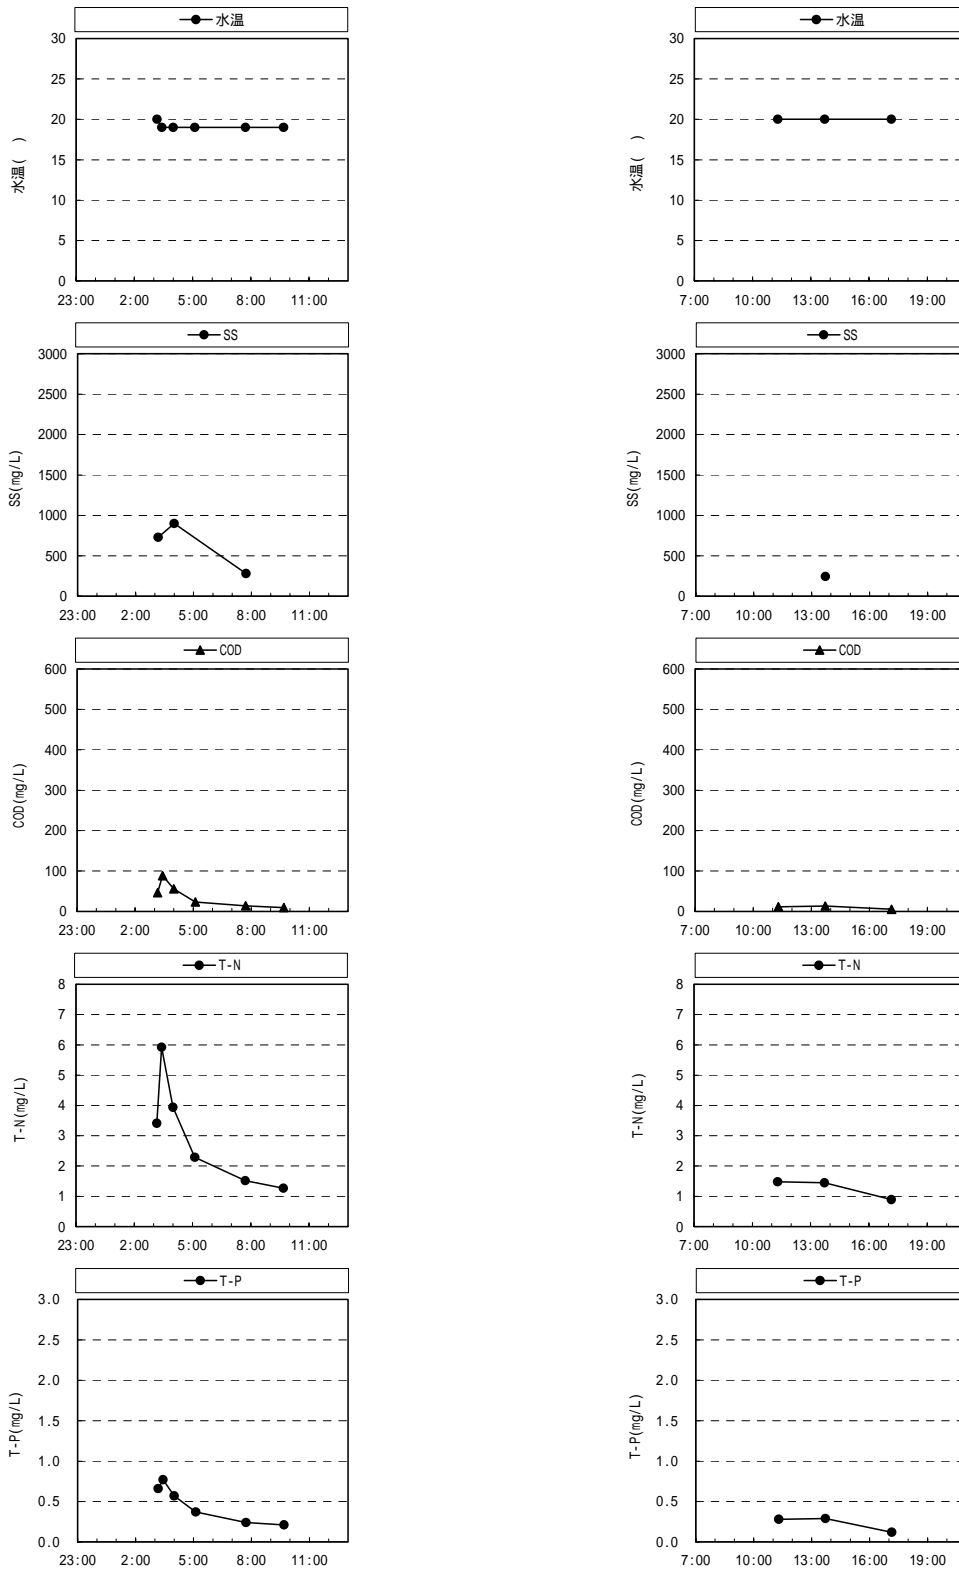 水温
30
25
20
15
10
5
0
水温( )
23:00 2:00 5:00 8:00 11:00
水温
30
25
20
15
10
5
0
水温( )
7:00 10:00 13:00 16:00 19:00
SS
3000
2500
2000
1500
1000
500
0
SS(mg/L)
23:00 2:00 5:00 8:00 11:00
SS
3000
2500
2000
1500
1000
500
0
SS(mg/L)
7:00 10:00 13:00 16:00 19:00
COD
600
500
400
300
200
100
0
COD(mg/L)
23:00 2:00 5:00 8:00 11:00
COD
600
500
400
300
200
100
0
COD(mg/L)
7:00 10:00 13:00 16:00 19:00
T-N
8
7
6
5
4
3
2
1
0
T-N(mg/L)
23:00 2:00 5:00 8:00 11:00
T-N
8
7
6
5
4
3
2
1
0
T-N(mg/L)
7:00 10:00 13:00 16:00 19:00
T-P
3.0
2.5
2.0
1.5
1.0
0.5
0.0
T-P(mg/L)
23:00 2:00 5:00 8:00 11:00
T-P
3.0
2.5
2.0
1.5
1.0
0.5
0.0
T-P(mg/L)
7:00 10:00 13:00 16:00 19:00